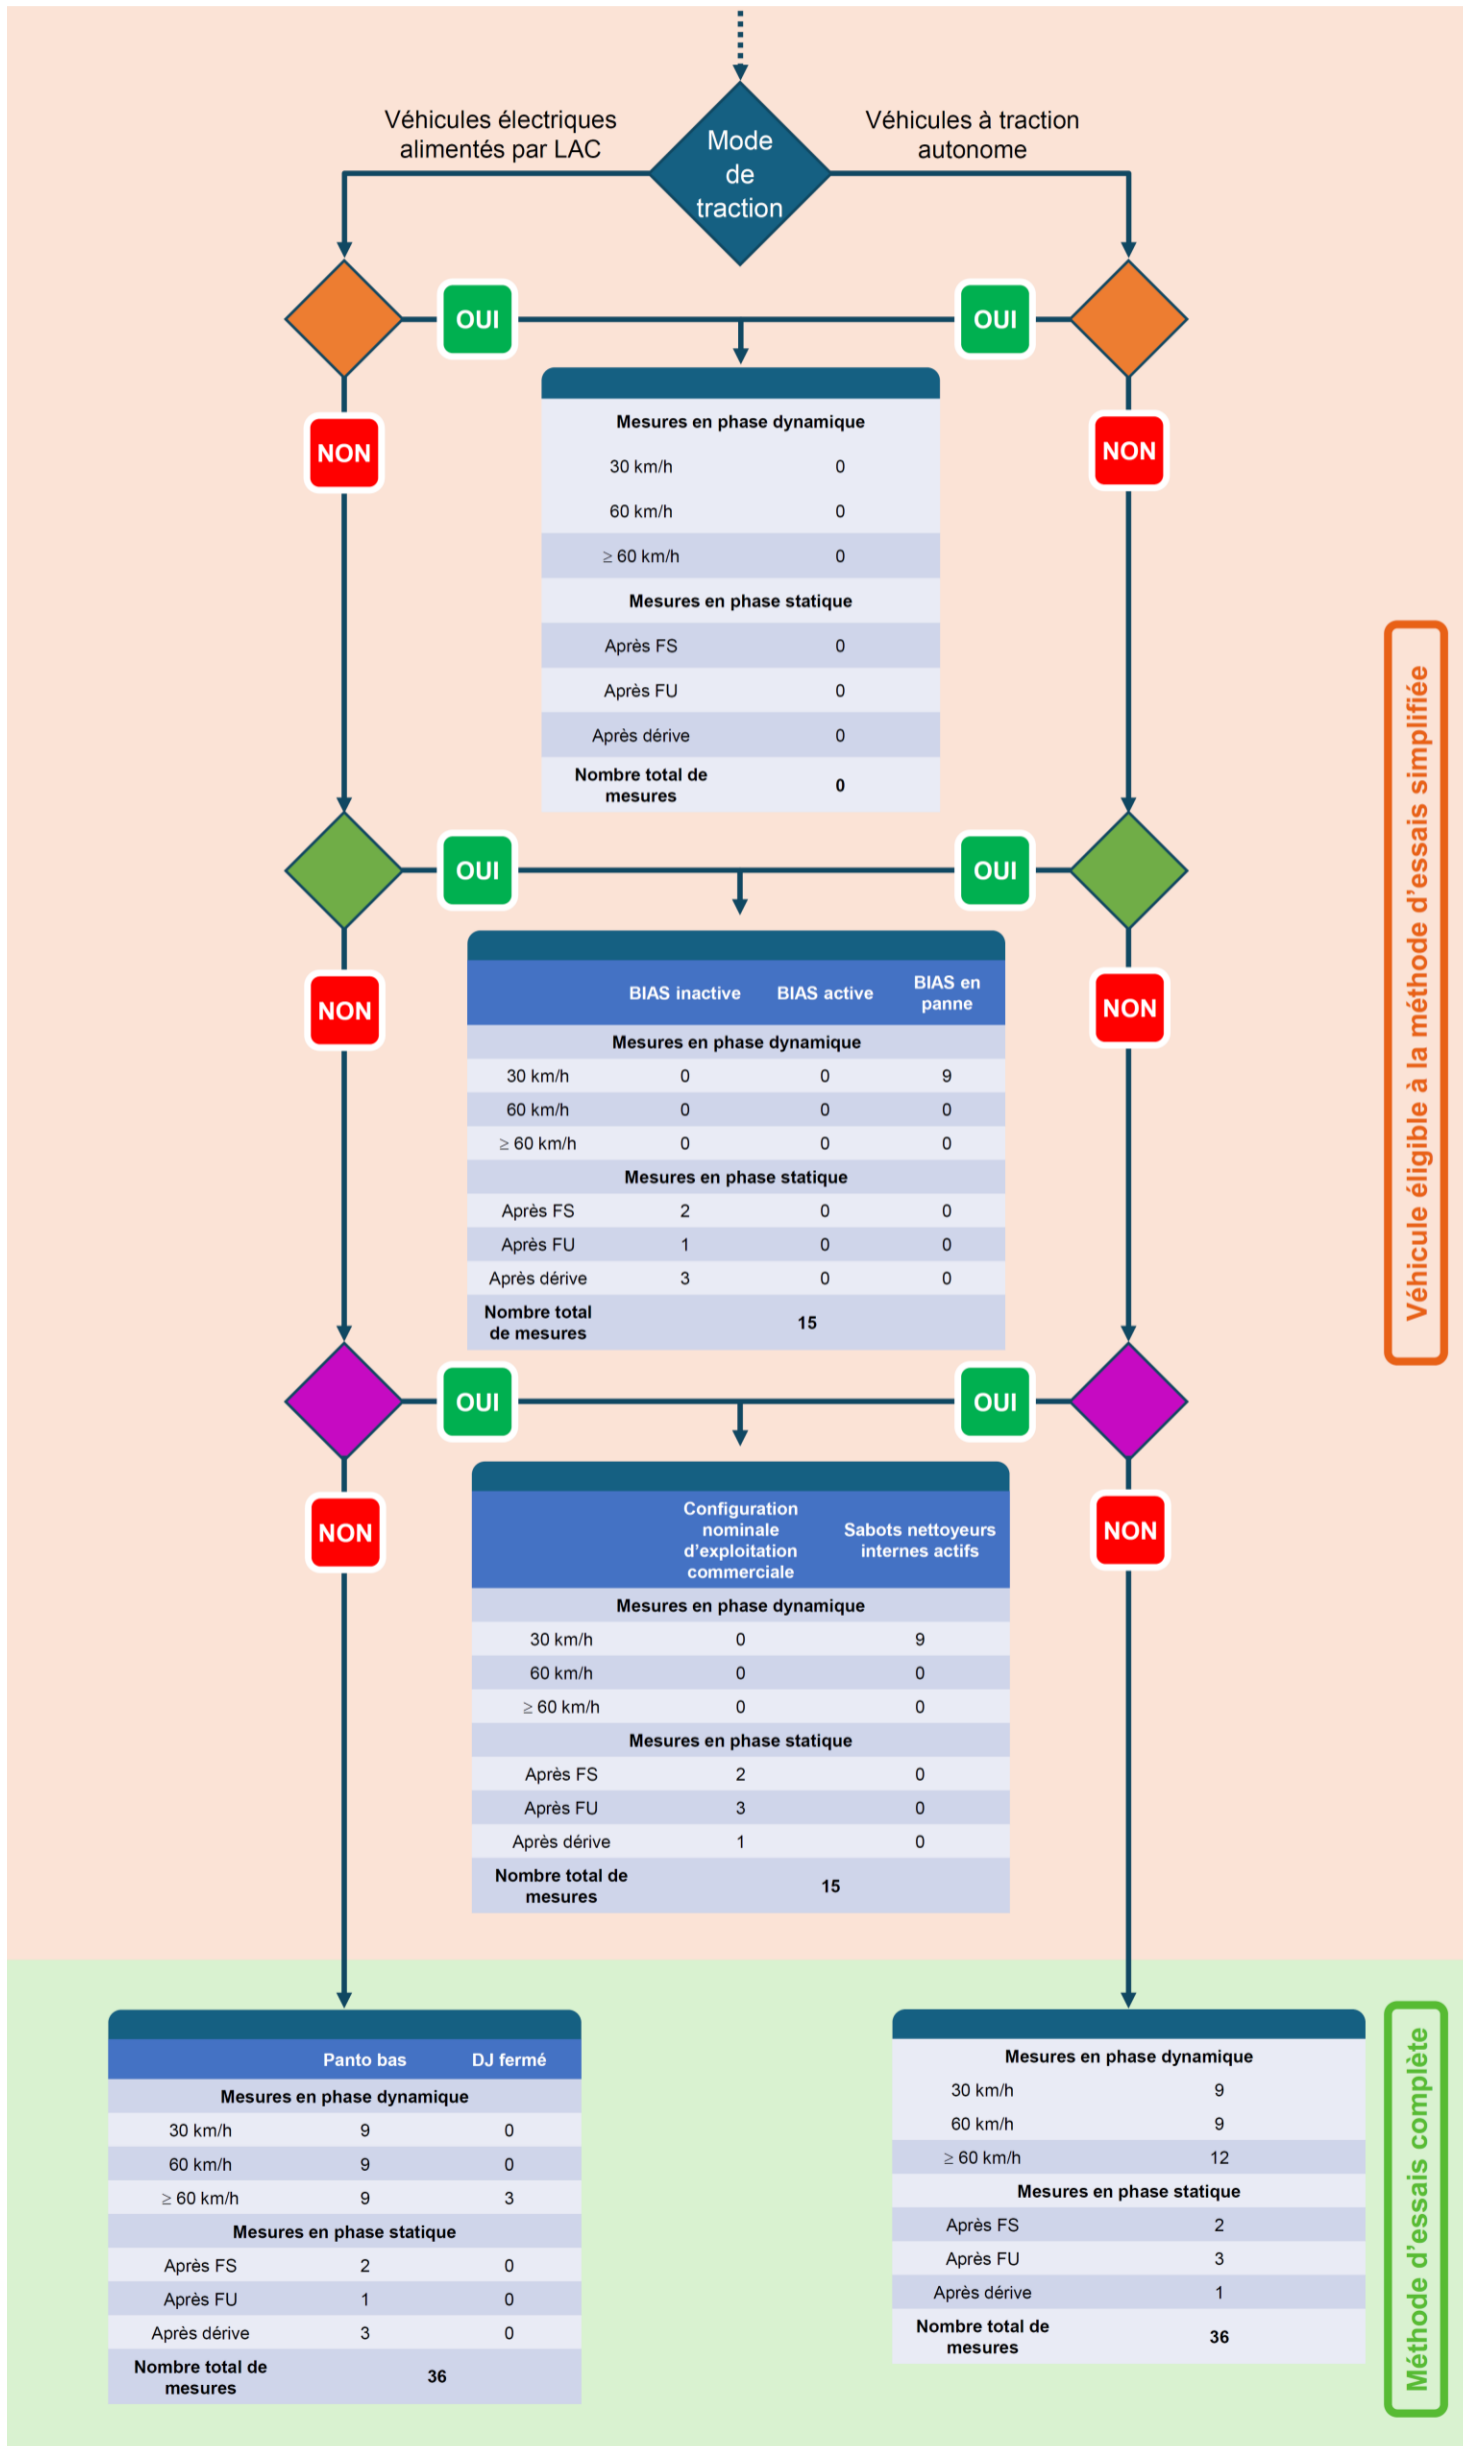 Véhicules électriques
alimentés par LAC
Mode
de
traction
Véhicules à traction
autonome
OUI
OUI
NON
NON
Mesures en phase dynamique
30 km/h 0
60 km/h 0
≥ 60 km/h 0
Mesures en phase statique
Après FS 0
Après FU 0
Après dérive 0
Nombre total de
mesures 0
OUI
OUI
NON
NON
BIAS inactive BIAS active BIAS en
panne
Mesures en phase dynamique
30 km/h 0 0 9
60 km/h 0 0 0
≥ 60 km/h 0 0 0
Mesures en phase statique
Après FS 2 0 0
Après FU 1 0 0
Après dérive 3 0 0
Nombre total
de mesures 15
OUI
OUI
NON
NON
Configuration
nominale
d'exploitation
commerciale
Sabots nettoyeurs
internes actifs
Mesures en phase dynamique
30 km/h 0 9
60 km/h 0 0
≥ 60 km/h 0 0
Mesures en phase statique
Après FS 2 0
Après FU 3 0
Après dérive 1 0
Nombre total de
mesures 15
Véhicule éligible à la méthode d'essais simplifiée
Panto bas DJ fermé
Mesures en phase dynamique
30 km/h 9 0
60 km/h 9 0
≥ 60 km/h 9 3
Mesures en phase statique
Après FS 2 0
Après FU 1 0
Après dérive 3 0
Nombre total de
mesures 36
Mesures en phase dynamique
30 km/h 9
60 km/h 9
≥ 60 km/h 12
Mesures en phase statique
Après FS 2
Après FU 3
Après dérive 1
Nombre total de
mesures 36
Méthode d'essais complète